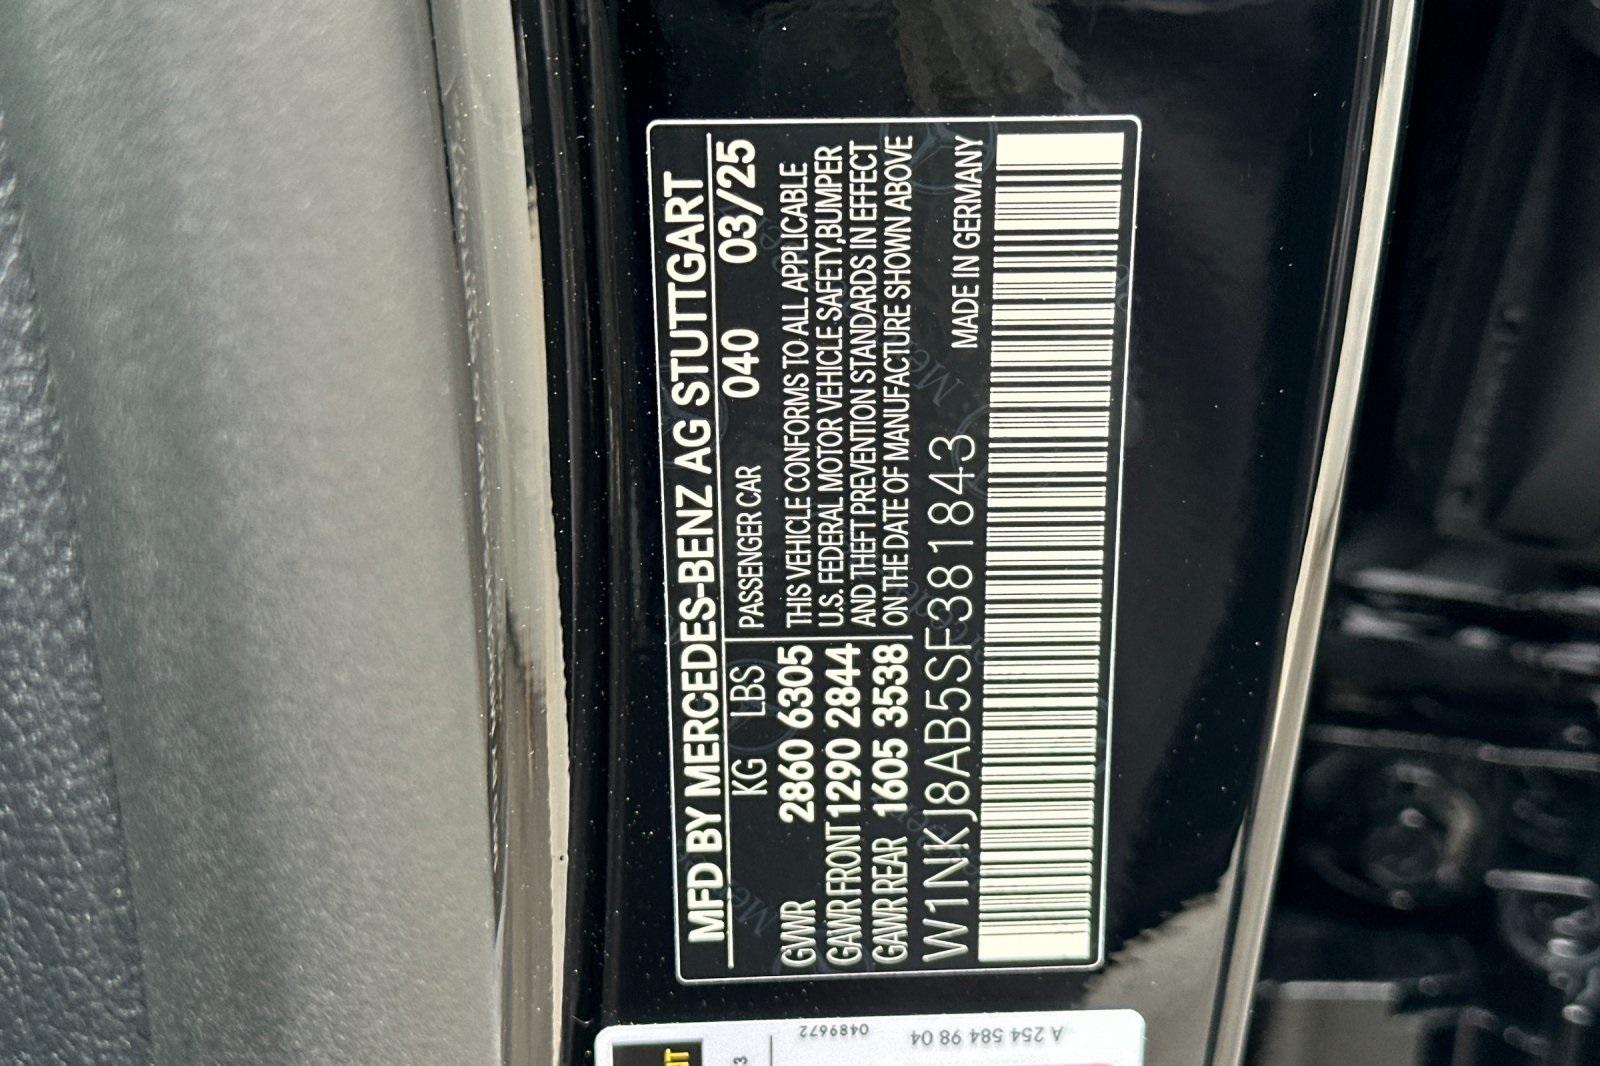 MFD BY MERCEDES-BENZ AG STUTTGART
KG LBS PASSENGER CAR 040 03/25
GVWR 2860 6305
GAWR FRONT 1290 2844
GAWR REAR 1605 3538
THIS VEHICLE CONFORMS TO ALL APPLICABLE
U.S. FEDERAL MOTOR VEHICLE SAFETY,BUMPER
AND THEFT PREVENTION STANDARDS IN EFFECT
ON THE DATE OF MANUFACTURE SHOWN ABOVE
W1NKJ8AB5SF381843 MADE IN GERMANY
A 254 584 98 04
0489672